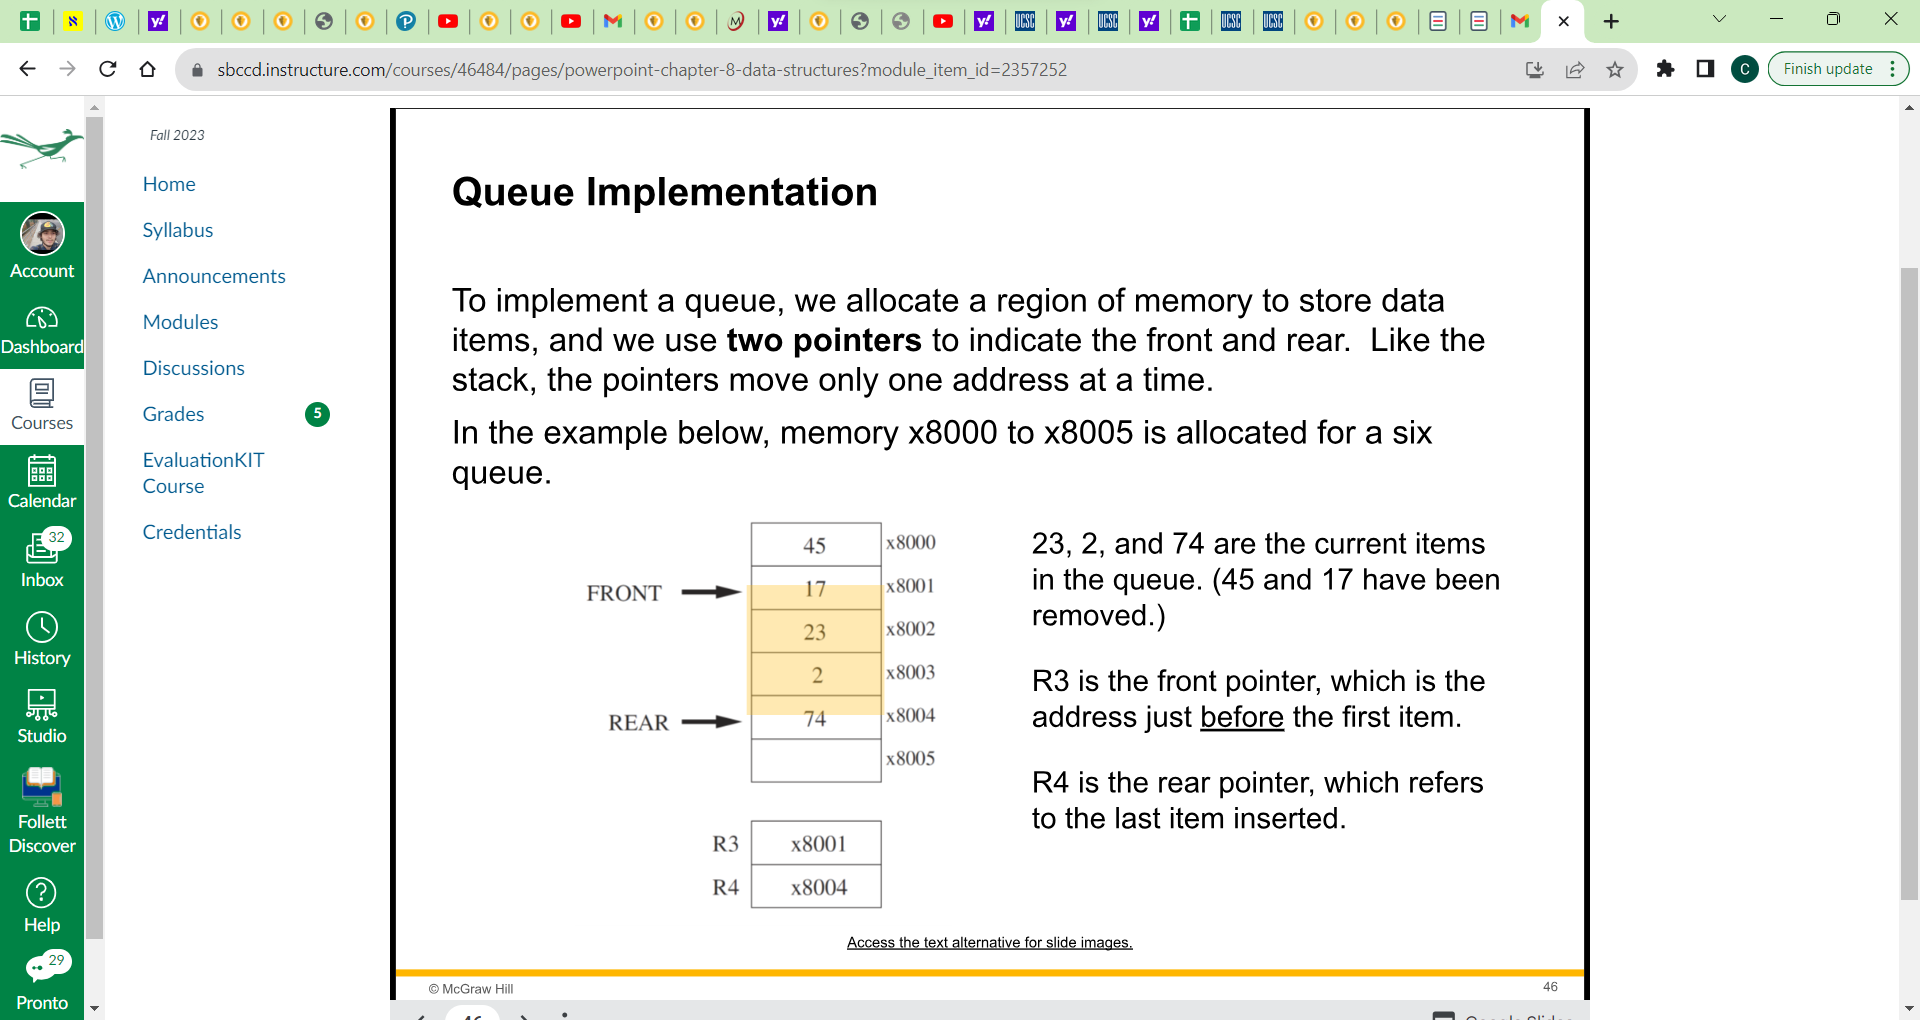 sbccd.instructure.com/courses/46484/pages/powerpoint-chapter-8-data-structures?module_item_id=2357252
C
Finish update
Account
Dashboard
Courses
Calendar
32
Inbox
History
Studio
Follett
Discover
Help
29
Pronto
Fall 2023
Home
Syllabus
Announcements
Modules
Discussions
Grades
5
EvaluationKIT
Course
Credentials
Queue Implementation
To implement a queue, we allocate a region of memory to store data
items, and we use two pointers to indicate the front and rear.  Like the
stack, the pointers move only one address at a time.
In the example below, memory x8000 to x8005 is allocated for a six
queue.
45 x8000
FRONT 17 x8001
23 x8002
2 x8003
REAR 74 x8004
x8005
R3 x8001
R4 x8004
23, 2, and 74 are the current items
in the queue. (45 and 17 have been
removed.)
R3 is the front pointer, which is the
address just before the first item.
R4 is the rear pointer, which refers
to the last item inserted.
Access the text alternative for slide images.
© McGraw Hill
46